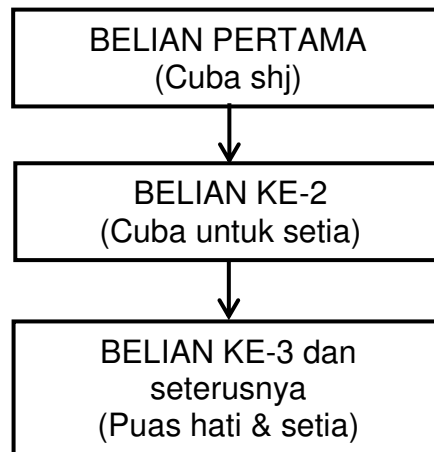 BELIAN PERTAMA
(Cuba shj)
BELIAN KE-2
(Cuba untuk setia)
BELIAN KE-3 dan
seterusnya
(Puas hati & setia)